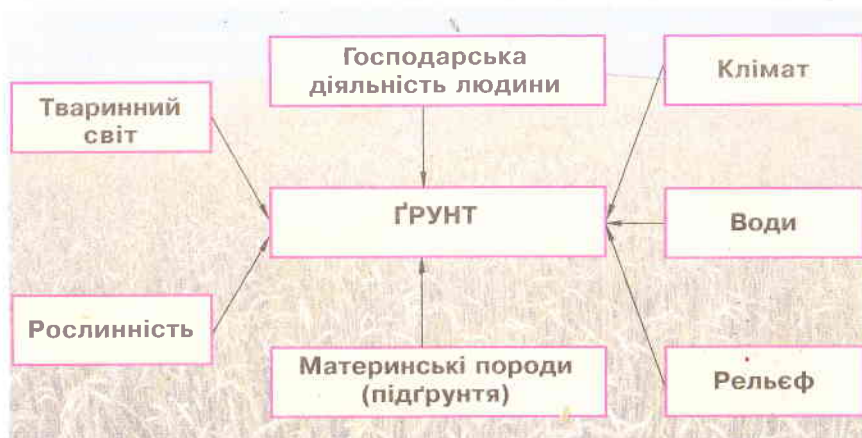 Господарська
діяльність людини
Клімат
Тваринний
світ
ҐРУНТ
Води
Рослинність
Материнські породи
(підґрунтя)
Рельєф